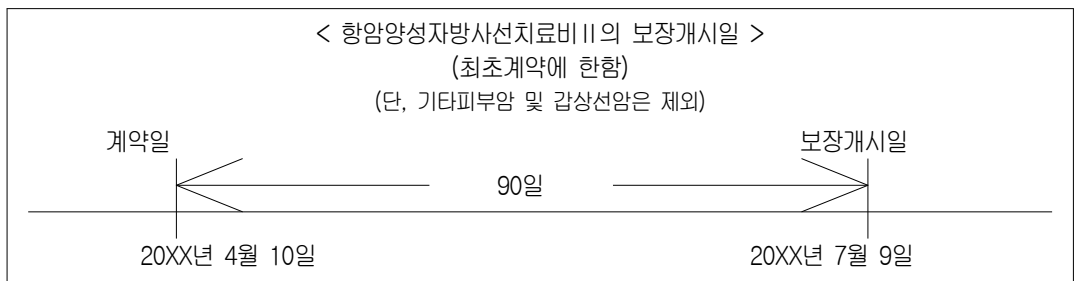 < 항암양성자방사선치료비Ⅱ의 보장개시일 >
(최초계약에 한함)
(단, 기타피부암 및 갑상선암은 제외)
계약일 보장개시일
90일
20XX년 4월 10일 20XX년 7월 9일